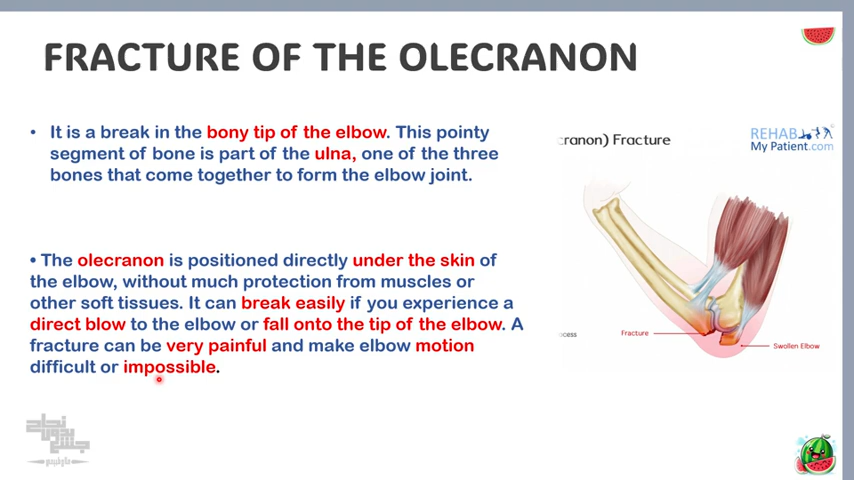 FRACTURE OF THE OLECRANON
• It is a break in the bony tip of the elbow. This pointy
segment of bone is part of the ulna, one of the three
bones that come together to form the elbow joint.
• The olecranon is positioned directly under the skin of
the elbow, without much protection from muscles or
other soft tissues. It can break easily if you experience a
direct blow to the elbow or fall onto the tip of the elbow. A
fracture can be very painful and make elbow motion
difficult or impossible.
cranon) Fracture
REHAB
My Patient.com
ocess
Fracture
Swollen Elbow